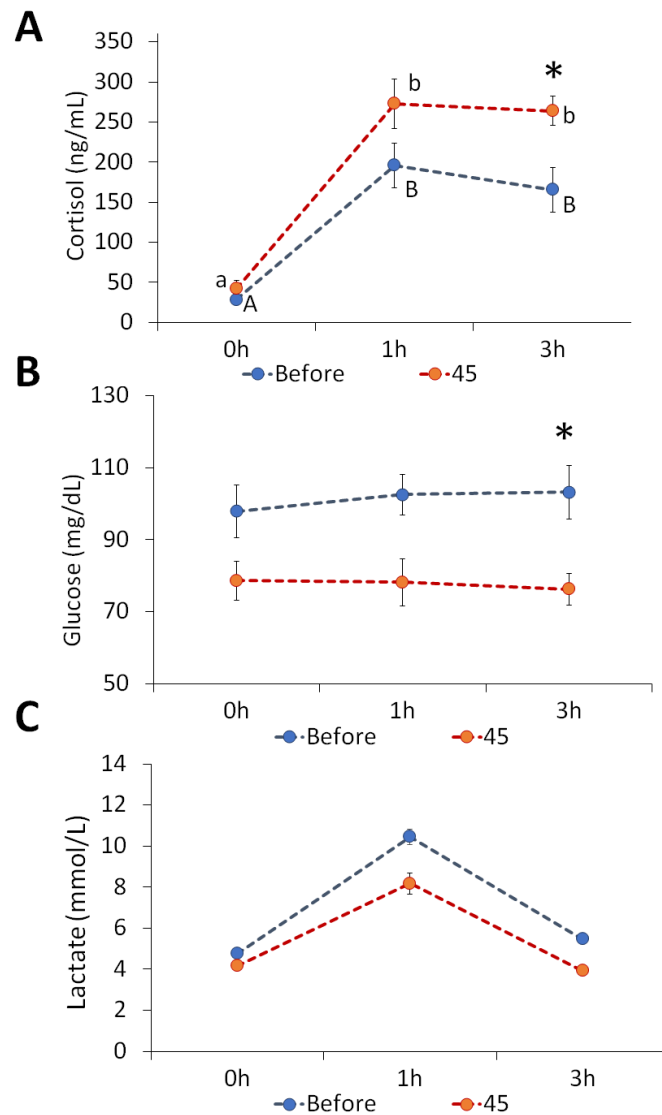 A
Cortisol (ng/mL)
350
300
250
200
150
100
50
0
*
b
b
B
B
a
A
0h 1h 3h
Before 45
B
Glucose (mg/dL)
130
110
90
70
50
*
0h 1h 3h
Before 45
C
Lactate (mmol/L)
14
12
10
8
6
4
2
0
0h 1h 3h
Before 45